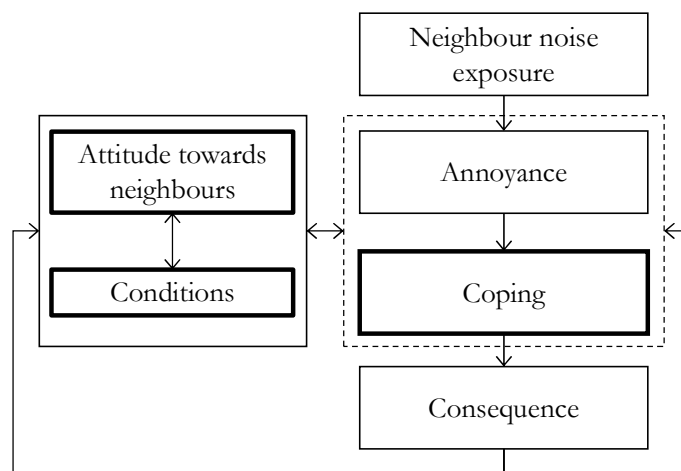 Neighbour noise
exposure
Attitude towards
neighbours
Annoyance
Conditions
Coping
Consequence